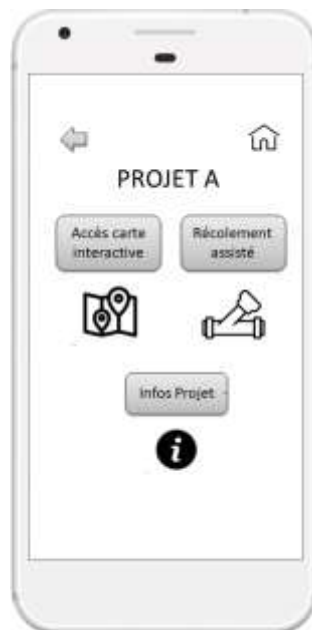 PROJET A
Accès carte
interactive
Récolement
assisté
Infos Projet